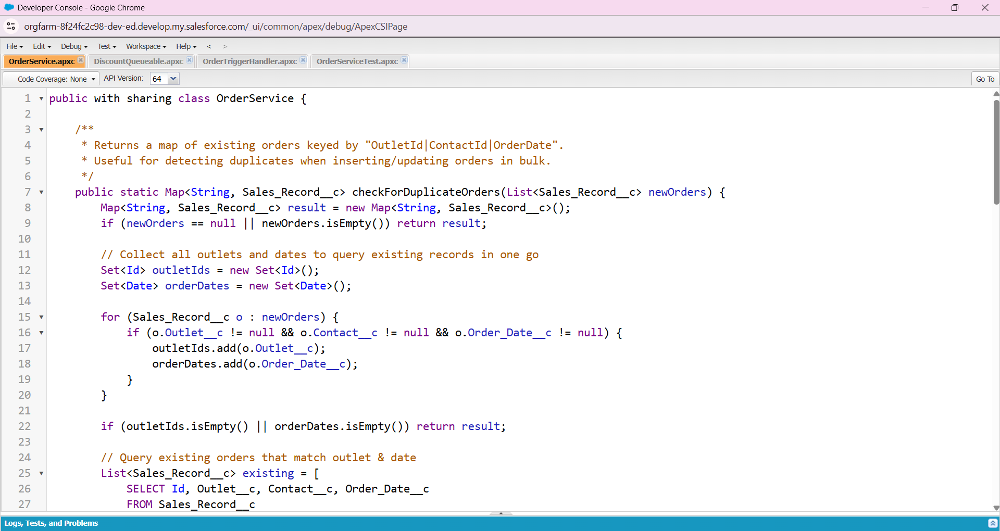 Developer Console - Google Chrome
orgfarm-8f24fc2c98-dev-ed.develop.my.salesforce.com/_ui/common/apex/debug/ApexCSIPage
File Edit Debug Test Workspace Help < >
OrderService.apxc DiscountQueueable.apxc OrderTriggerHandler.apxc OrderServiceTest.apxc
Code Coverage: None API Version: 64 Go To
1 public with sharing class OrderService {
2
3     /**
4      * Returns a map of existing orders keyed by "OutletId|ContactId|OrderDate".
5      * Useful for detecting duplicates when inserting/updating orders in bulk.
6      */
7     public static Map<String, Sales_Record__c> checkForDuplicateOrders(List<Sales_Record__c> newOrders) {
8         Map<String, Sales_Record__c> result = new Map<String, Sales_Record__c>();
9         if (newOrders == null || newOrders.isEmpty()) return result;
10
11         // Collect all outlets and dates to query existing records in one go
12         Set<Id> outletIds = new Set<Id>();
13         Set<Date> orderDates = new Set<Date>();
14
15         for (Sales_Record__c o : newOrders) {
16             if (o.Outlet__c != null && o.Contact__c != null && o.Order_Date__c != null) {
17                 outletIds.add(o.Outlet__c);
18                 orderDates.add(o.Order_Date__c);
19             }
20         }
21
22         if (outletIds.isEmpty() || orderDates.isEmpty()) return result;
23
24         // Query existing orders that match outlet & date
25         List<Sales_Record__c> existing = [
26             SELECT Id, Outlet__c, Contact__c, Order_Date__c
27             FROM Sales_Record__c
Logs, Tests, and Problems